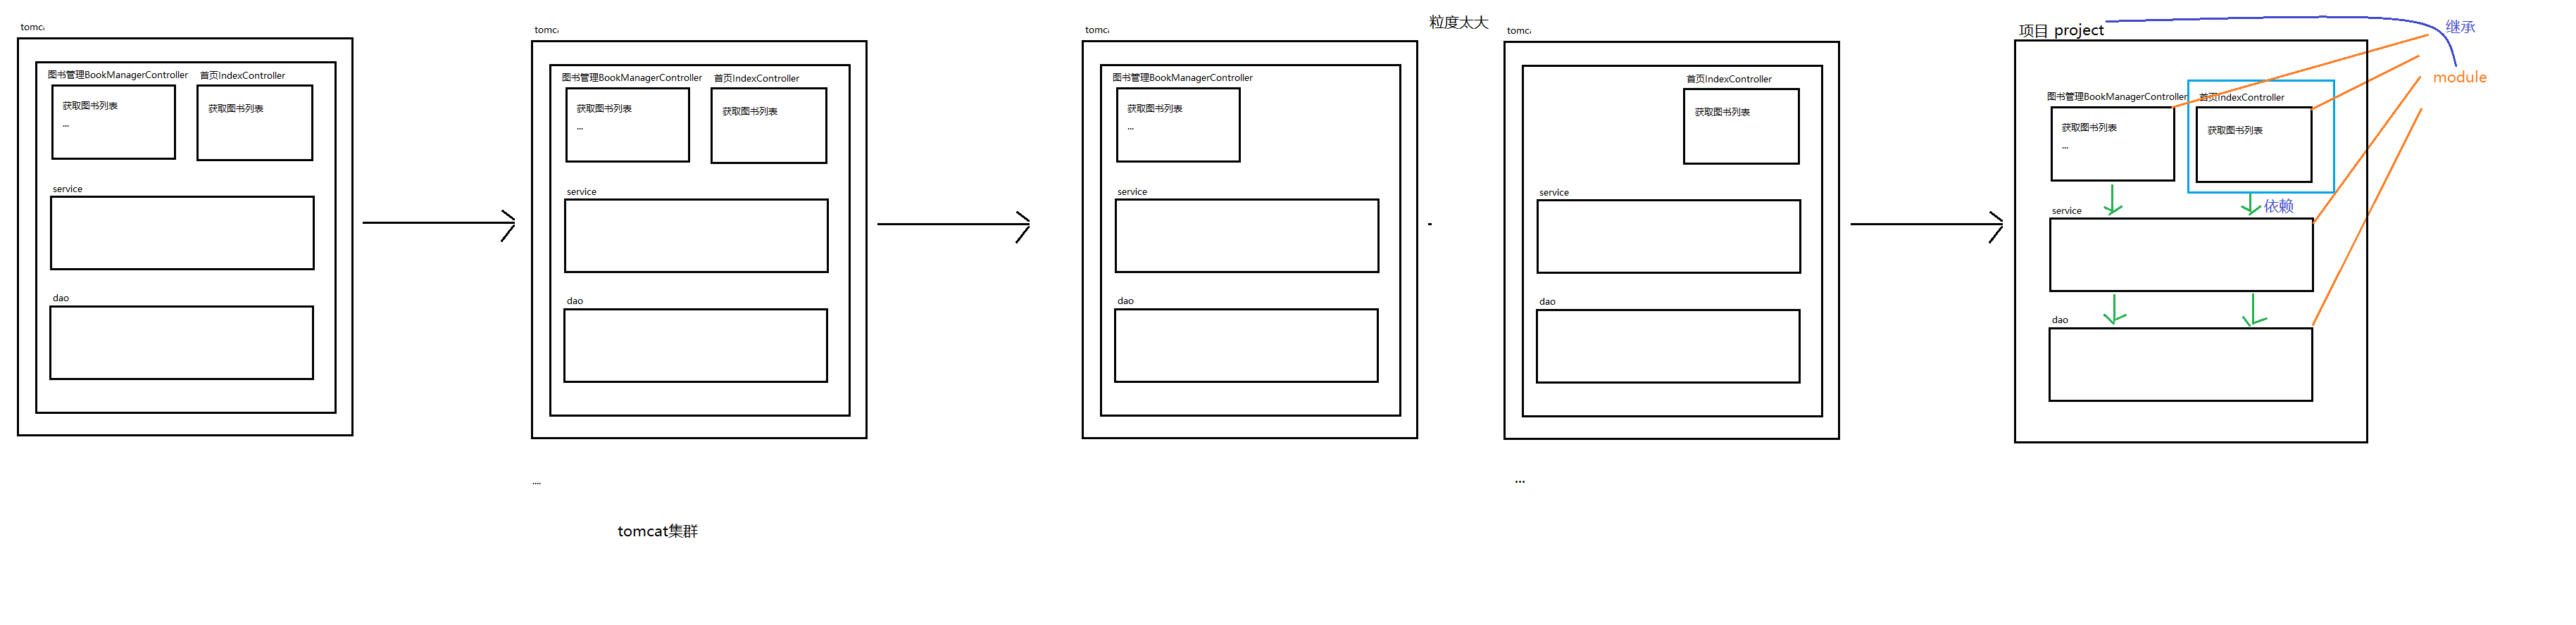 tomc
图书管理BookManagerController
首页IndexController
获取图书列表
...
获取图书列表
service
dao
tomc
图书管理BookManagerController
首页IndexController
获取图书列表
...
获取图书列表
service
dao
....
tomcat集群
tomc
图书管理BookManagerController
获取图书列表
...
service
dao
粒度太大
tomc
首页IndexController
获取图书列表
service
dao
...
项目 project
图书管理BookManagerController
首页IndexController
获取图书列表
...
获取图书列表
依赖
service
dao
继承
module